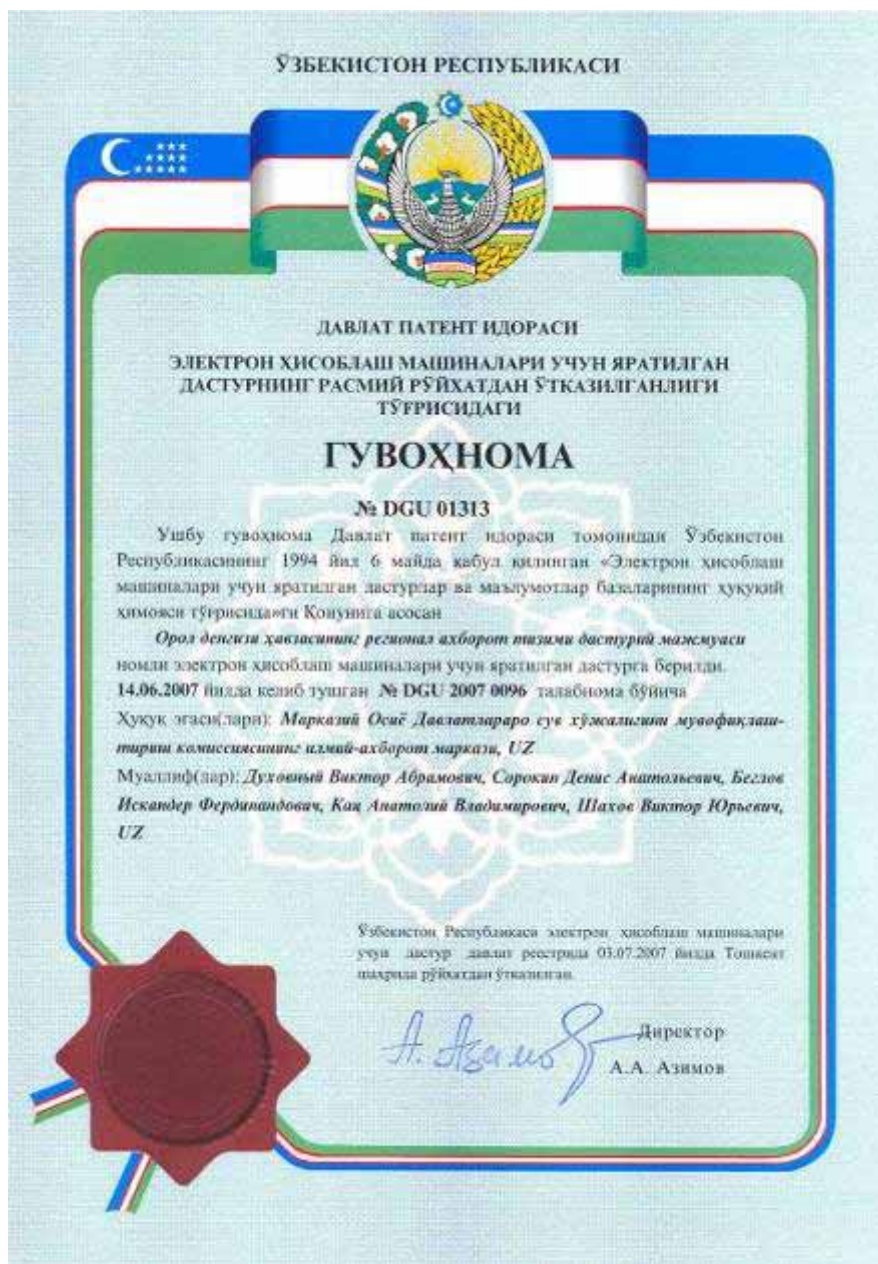 ЎЗБЕКИСТОН РЕСПУБЛИКАСИ
ДАВЛАТ ПАТЕНТ ИДОРАСИ
ЭЛЕКТРОН ҲИСОБЛАШ МАШИНАЛАРИ УЧУН ЯРАТИЛГАН
ДАСТУРНИНГ РАСМИЙ РЎЙХАТДАН ЎТКАЗИЛГАНЛИГИ
ТЎҒРИСИДАГИ
ГУВОҲНОМА
№ DGU 01313
Ушбу гувоҳнома Давлат патент идораси томонидан Ўзбекистон
Республикасининг 1994 йил 6 майда қабул қилинган «Электрон ҳисоблаш
машиналари учун яратилган дастурлар ва маълумотлар базаларининг ҳуқуқий
ҳимояси тўғрисида»ги Қонунига асосан
Орол денгизи ҳавзасининг регионал ахборот тизими дастурий мажмуаси
номли электрон ҳисоблаш машиналари учун яратилган дастурга берилди.
14.06.2007 йилда келиб тушган № DGU 2007 0096 талабнома бўйича
Ҳуқуқ эгаси(лари): Марказий Осиё Давлатлараро сув хўжалигини мувофиқлаш-
тириш комиссиясининг илмий-ахборот маркази, UZ
Муаллиф(лар): Духовный Виктор Абрамович, Сорокин Денис Анатольевич, Беглов
Искандер Фердинандович, Кац Анатолий Владимирович, Шахов Виктор Юрьевич,
UZ
Ўзбекистон Республикаси электрон ҳисоблаш машиналари
учун дастур давлат реестрида 03.07.2007 йилда Тошкент
шаҳрида рўйхатдан ўтказилган.
Директор
А.А. Азимов